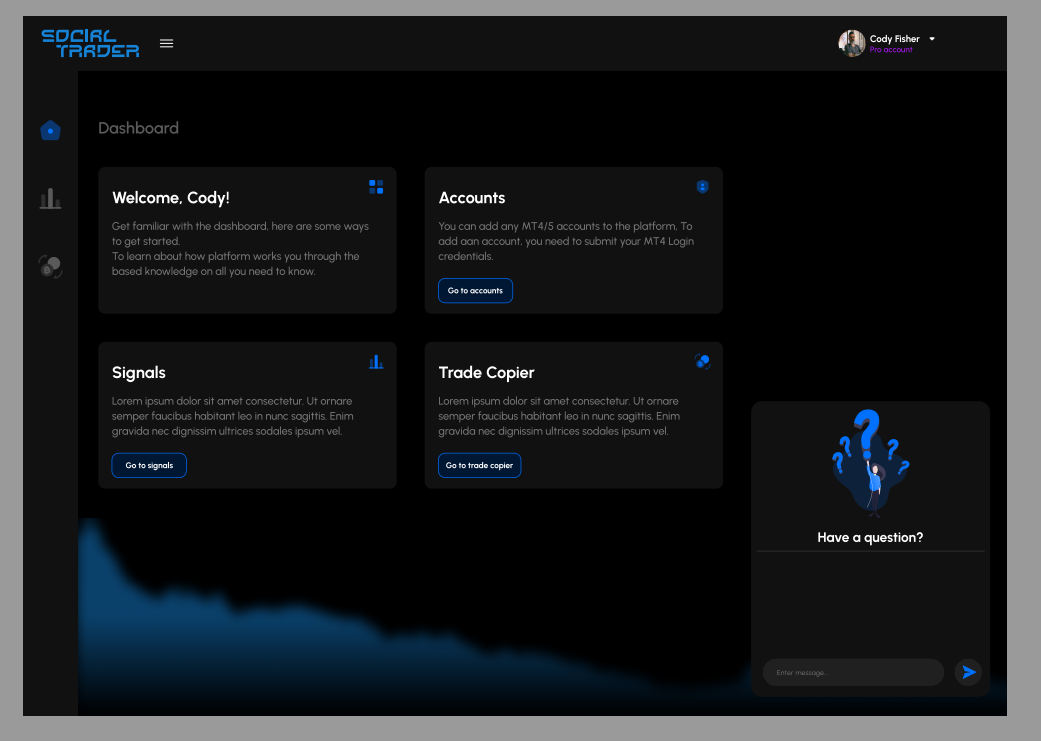 SOCIAL
TRADER
Cody Fisher
Pro account
Dashboard
Welcome, Cody!
Get familiar with the dashboard, here are some ways
to get started.
To learn about how platform works you through the
based knowledge on all you need to know.
Accounts
You can add any MT4/5 accounts to the platform. To
add aan account, you need to submit your MT4 Login
credentials.
Go to accounts
Signals
Lorem ipsum dolor sit amet consectetur. Ut ornare
semper faucibus habitant leo in nunc sagittis. Enim
gravida nec dignissim ultrices sodales ipsum vel.
Go to signals
Trade Copier
Lorem ipsum dolor sit amet consectetur. Ut ornare
semper faucibus habitant leo in nunc sagittis. Enim
gravida nec dignissim ultrices sodales ipsum vel.
Go to trade copier
Have a question?
Enter message..